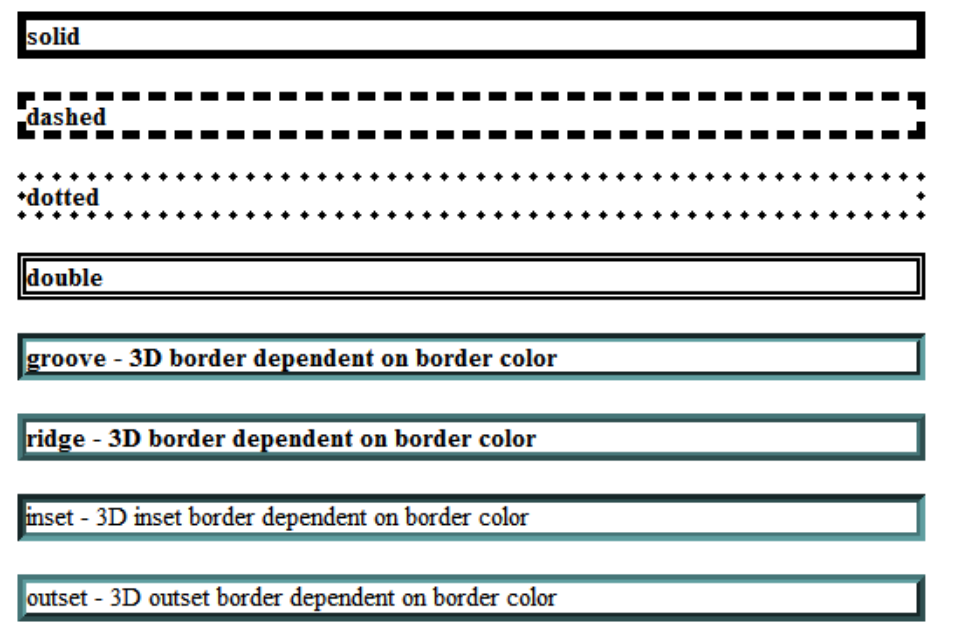 solid
dashed
dotted
double
groove - 3D border dependent on border color
ridge - 3D border dependent on border color
inset - 3D inset border dependent on border color
outset - 3D outset border dependent on border color